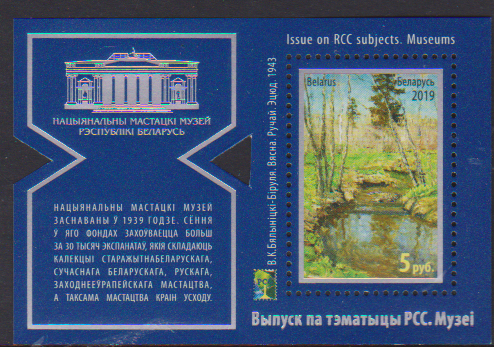 НАЦЫЯНАЛЬНЫ МАСТАЦКІ МУЗЕЙ
РЭСПУБЛІКІ БЕЛАРУСЬ
НАЦЫЯНАЛЬНЫ МАСТАЦКІ МУЗЕЙ
ЗАСНАВАНЫ Ў 1939 ГОДЗЕ. СЁННЯ
Ў ЯГО ФОНДАХ ЗАХОЎВАЕЦЦА БОЛЬШ
ЗА 30 ТЫСЯЧ ЭКСПАНАТАЎ, ЯКІЯ СКЛАДАЮЦЬ
КАЛЕКЦЫІ СТАРАЖЫТНАБЕЛАРУСКАГА,
СУЧАСНАГА БЕЛАРУСКАГА, РУСКАГА,
ЗАХОДНЕЕЎРАПЕЙСКАГА МАСТАЦТВА,
А ТАКСАМА МАСТАЦТВА КРАІН УСХОДУ.
Issue on RCC subjects. Museums
В.К.Бялыніцкі-Біруля. Вясна. Ручай. Эцюд. 1943
Belarus Беларусь
2019
5 руб.
Выпуск па тэматыцы РСС. Музеі